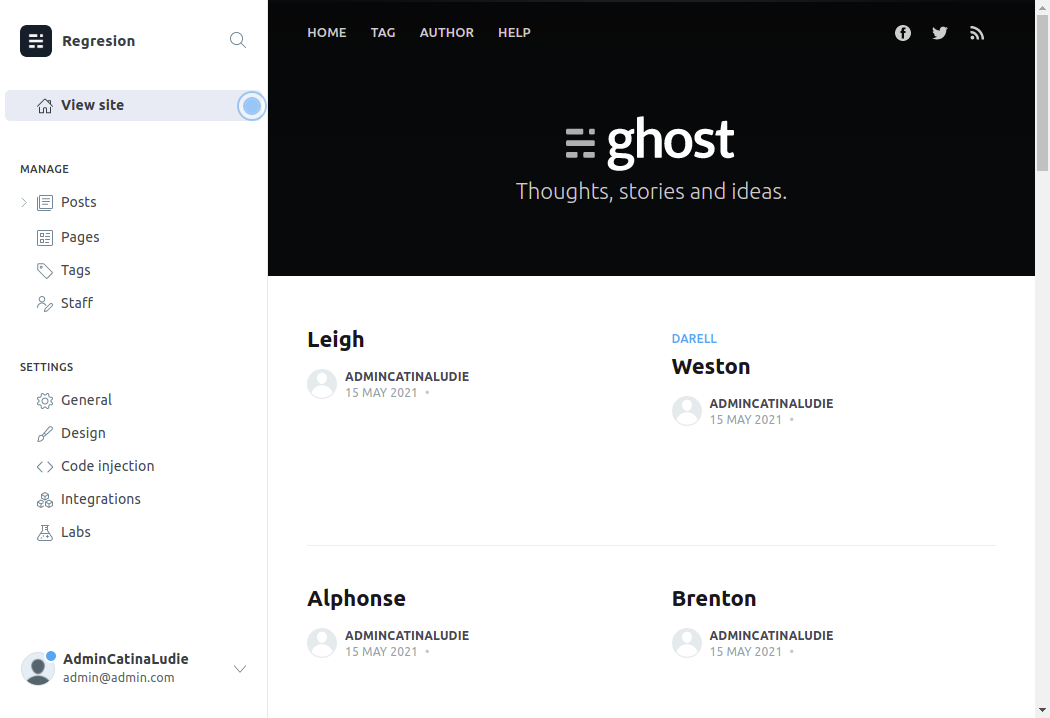 Regresion
View site
MANAGE
Posts
Pages
Tags
Staff
SETTINGS
General
Design
Code injection
Integrations
Labs
AdminCatinaLudie
admin@admin.com
HOME TAG AUTHOR HELP
ghost
Thoughts, stories and ideas.
Leigh
ADMINCATINALUDIE
15 MAY 2021 •
DARELL
Weston
ADMINCATINALUDIE
15 MAY 2021 •
Alphonse
ADMINCATINALUDIE
15 MAY 2021 •
Brenton
ADMINCATINALUDIE
15 MAY 2021 •